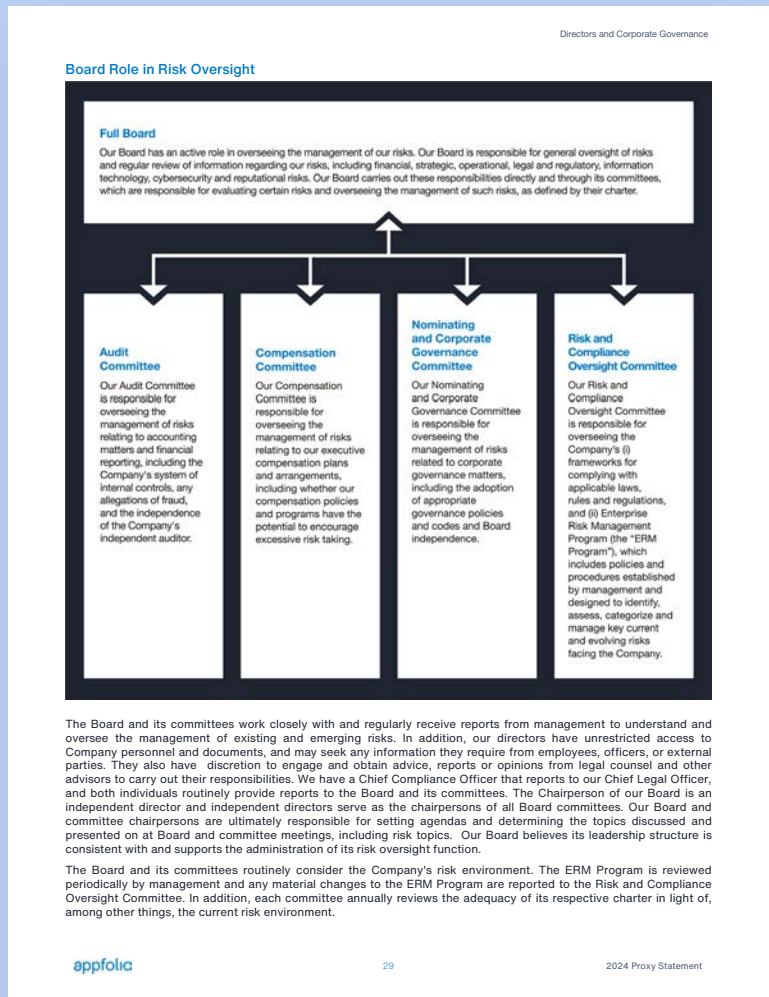 Directors and Corporate Governance
Board Role in Risk Oversight
Full Board
Our Board has an active role in overseeing the management of our risks. Our Board is responsible for general oversight of risks
and regular review of information regarding our risks, including financial, strategic, operational, legal and regulatory, information
technology, cybersecurity and reputational risks. Our Board carries out these responsibilities directly and through its committees,
which are responsible for evaluating certain risks and overseeing the management of such risks, as defined by their charter.
Audit
Committee
Our Audit Committee
is responsible for
overseeing the
management of risks
relating to accounting
matters and financial
reporting, including the
Company's system of
internal controls, any
allegations of fraud,
and the independence
of the Company's
independent auditor.
Compensation
Committee
Our Compensation
Committee is
responsible for
overseeing the
management of risks
relating to our executive
compensation plans
and arrangements,
including whether our
compensation policies
and programs have the
potential to encourage
excessive risk taking.
Nominating
and Corporate
Governance
Committee
Our Nominating
and Corporate
Governance Committee
is responsible for
overseeing the
management of risks
related to corporate
governance matters,
including the adoption
of appropriate
governance policies
and codes and Board
independence.
Risk and
Compliance
Oversight Committee
Our Risk and
Compliance
Oversight Committee
is responsible for
overseeing the
Company's (i)
frameworks for
complying with
applicable laws,
rules and regulations,
and (ii) Enterprise
Risk Management
Program (the "ERM
Program"), which
includes policies and
procedures established
by management and
designed to identify,
assess, categorize and
manage key current
and evolving risks
facing the Company.
The Board and its committees work closely with and regularly receive reports from management to understand and
oversee the management of existing and emerging risks. In addition, our directors have unrestricted access to
Company personnel and documents, and may seek any information they require from employees, officers, or external
parties. They also have discretion to engage and obtain advice, reports or opinions from legal counsel and other
advisors to carry out their responsibilities. We have a Chief Compliance Officer that reports to our Chief Legal Officer,
and both individuals routinely provide reports to the Board and its committees. The Chairperson of our Board is an
independent director and independent directors serve as the chairpersons of all Board committees. Our Board and
committee chairpersons are ultimately responsible for setting agendas and determining the topics discussed and
presented on at Board and committee meetings, including risk topics. Our Board believes its leadership structure is
consistent with and supports the administration of its risk oversight function.
The Board and its committees routinely consider the Company's risk environment. The ERM Program is reviewed
periodically by management and any material changes to the ERM Program are reported to the Risk and Compliance
Oversight Committee. In addition, each committee annually reviews the adequacy of its respective charter in light of,
among other things, the current risk environment.
appfolio
29
2024 Proxy Statement